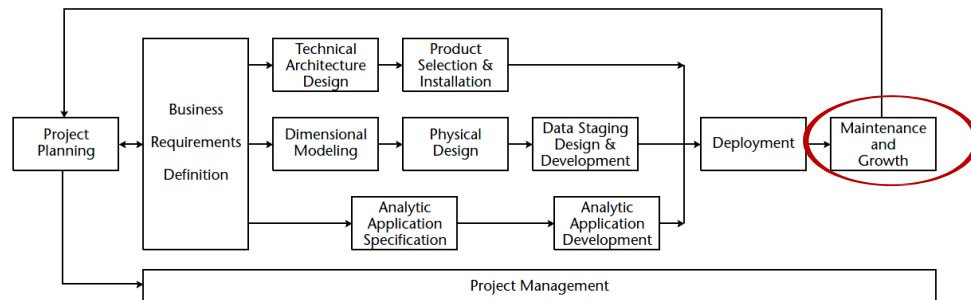 Project
Planning
Business
Requirements
Definition
Technical
Architecture
Design
Product
Selection &
Installation
Dimensional
Modeling
Physical
Design
Data Staging
Design &
Development
Analytic
Application
Specification
Analytic
Application
Development
Deployment
Maintenance
and
Growth
Project Management